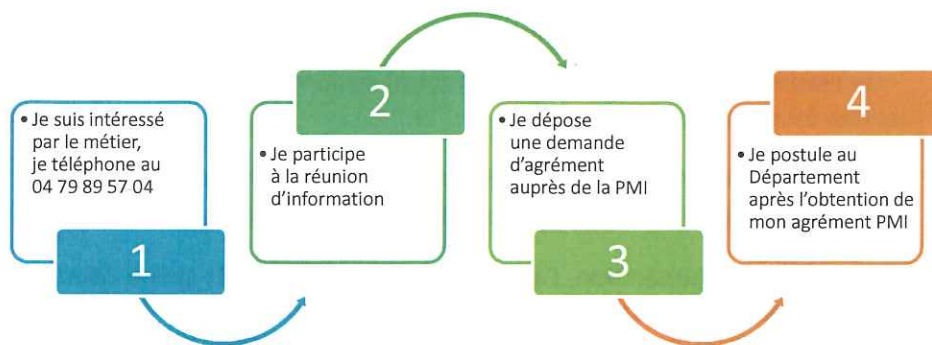 • Je suis intéressé
par le métier,
je téléphone au
04 79 89 57 04
1
2
• Je participe
à la réunion
d'information
• Je dépose
une demande
d'agrément
auprès de la PMI
3
4
• Je postule au
Département
après l'obtention de
mon agrément PMI